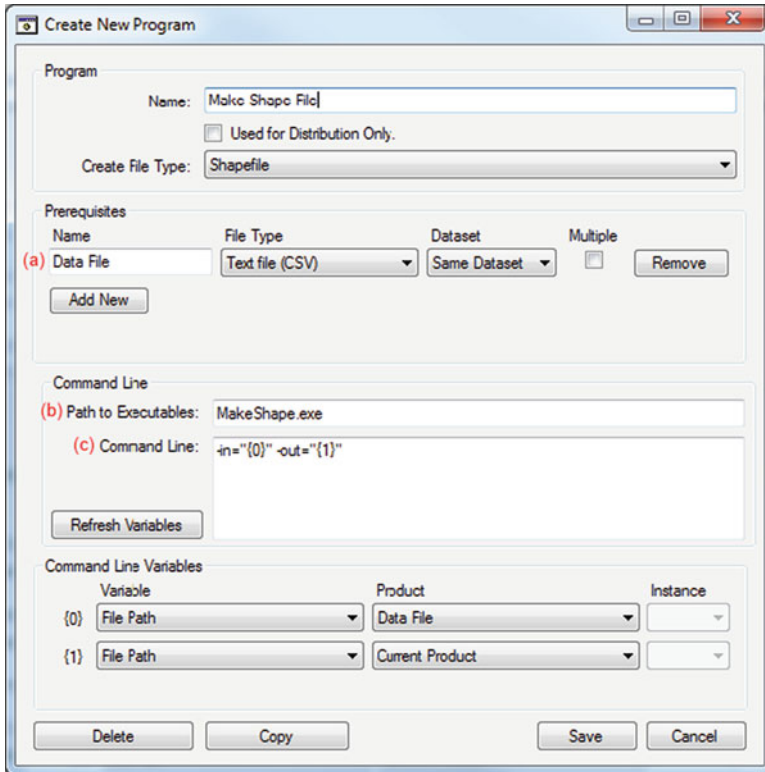 Create New Program
Program
Name: Make Shape File
Used for Distribution Only.
Create File Type: Shapefile
Prerequisites
Name File Type Dataset Multiple
(a) Data File Text file (CSV) Same Dataset Remove
Add New
Command Line
(b) Path to Executables: MakeShape.exe
(c) Command Line: -in="{0}" -out="{1}"
Refresh Variables
Command Line Variables
Variable Product Instance
{0} File Path Data File
{1} File Path Current Product
Delete Copy Save Cancel